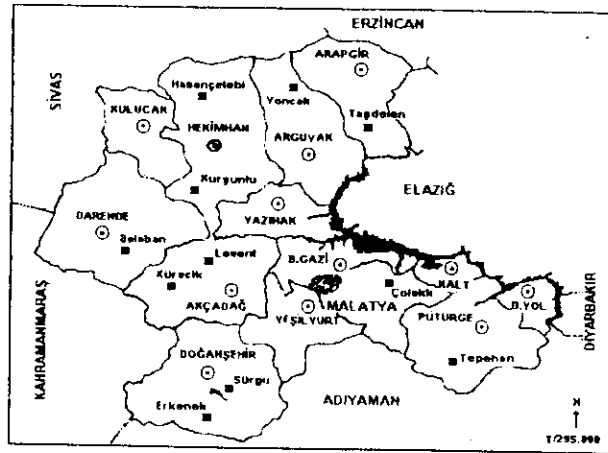 ERZİNCAN
ARAPGİR
SİVAS
Hasançelebi
Yoncalı
KULUCAK
Taşdelen
HEKİMHAN
ARGUVAN
Kurşunlu
ELAZIĞ
DARENDE
YAZIHAN
Balaban
Levent
B.GAZİ
KALE
Kürecik
Çolaklı
B.YOL
AKÇADAĞ
MALATYA
YEŞİLYURT
PÜTÜRGE
DİYARBAKIR
KAHRAMANMARAŞ
DOĞANŞEHİR
Tepehan
Sürgü
ADIYAMAN
Erkenek